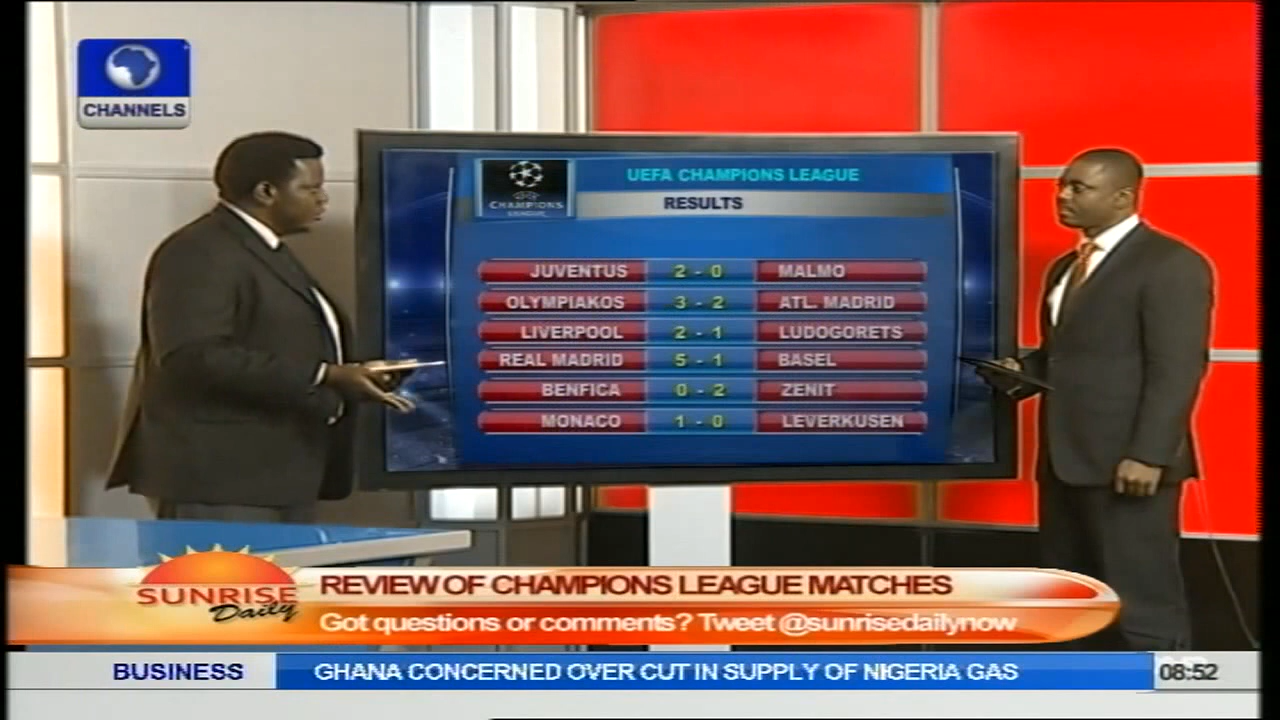 CHANNELS
CHAMPIONS
LEAGUE
UEFA CHAMPIONS LEAGUE
RESULTS
JUVENTUS 2 - 0 MALMO
OLYMPIAKOS 3 - 2 ATL. MADRID
LIVERPOOL 2 - 1 LUDOGORETS
REAL MADRID 5 - 1 BASEL
BENFICA 0 - 2 ZENIT
MONACO 1 - 0 LEVERKUSEN
SUNRISE
Daily
REVIEW OF CHAMPIONS LEAGUE MATCHES
Got questions or comments? Tweet @sunrisedailynow
BUSINESS GHANA CONCERNED OVER CUT IN SUPPLY OF NIGERIA GAS 08:52